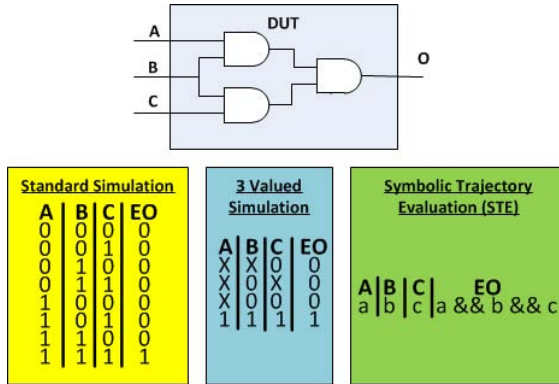 DUT
A
B
C
O
Standard Simulation
A B C EO
0 0 0 0
0 0 1 0
0 1 0 0
0 1 1 0
1 0 0 0
1 0 1 0
1 1 0 0
1 1 1 1
3 Valued
Simulation
A B C EO
X X 0 0
X 0 X 0
X 0 0 0
1 1 1 1
Symbolic Trajectory
Evaluation (STE)
A B C EO
a b c a && b && c